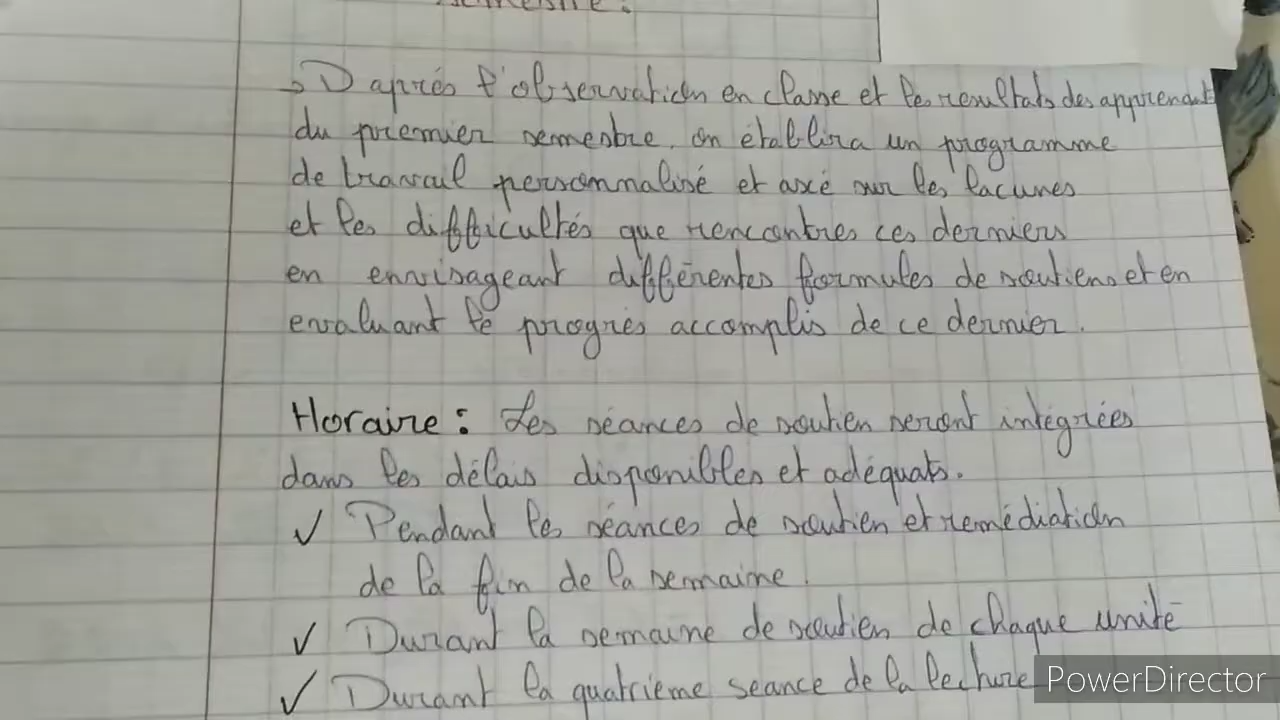 → D'après l'observation en classe et les resultats des apprenants
du premier semestre, on établira un programme
de travail personnalisé et axé sur les lacunes
et les difficultés que rencontres ces derniers
en envisageant différentes formules de soutiens et en
evaluant le progrès accomplis de ce dernier.
Horaire : Les séances de soutien seront intégrées
dans les délais disponibles et adéquats.
✓ Pendant les séances de soutien et remédiation
de la fin de la semaine.
✓ Durant la semaine de soutien de chaque unité
✓ Durant la quatrième seance de la lecture
PowerDirector